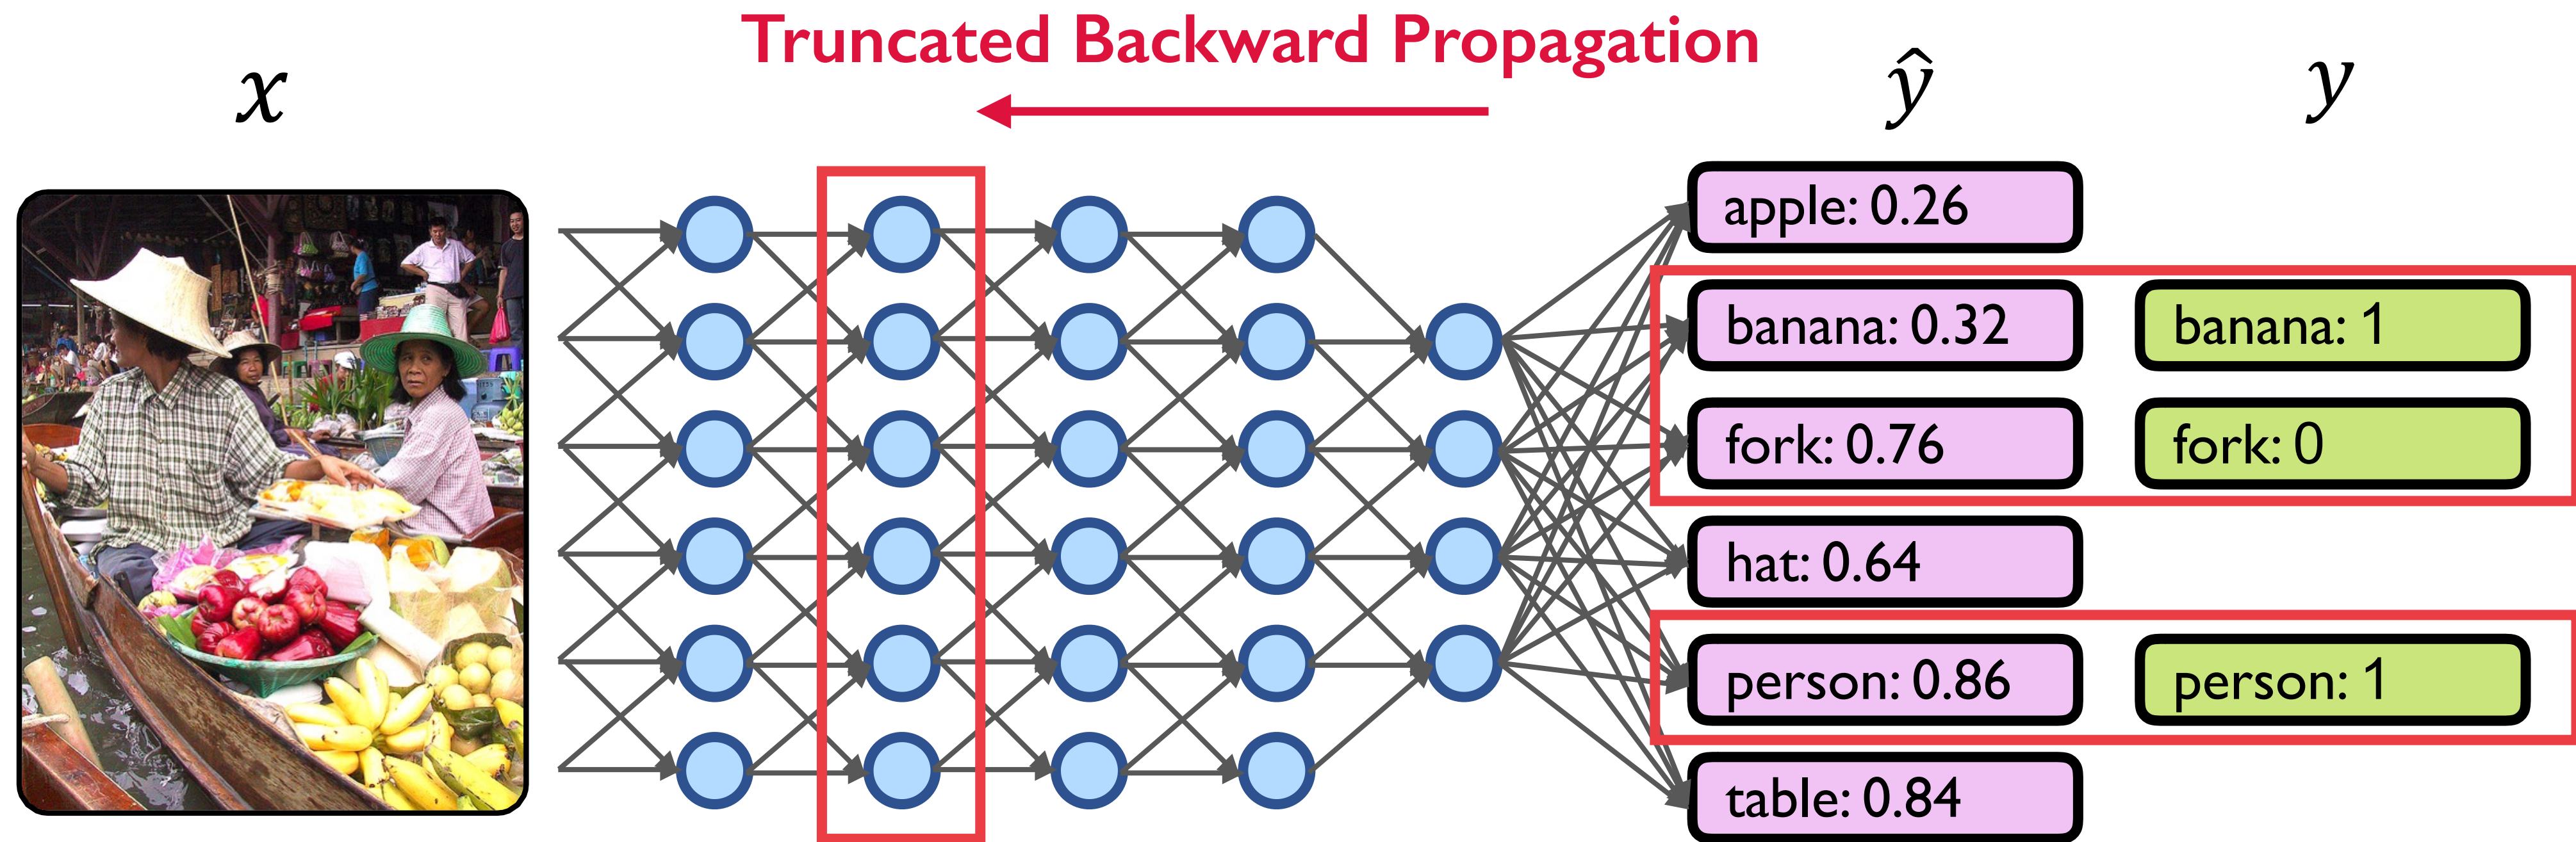 Truncated Backward Propagation
x
ŷ
y
apple: 0.26
banana: 0.32
banana: 1
fork: 0.76
fork: 0
hat: 0.64
person: 0.86
person: 1
table: 0.84